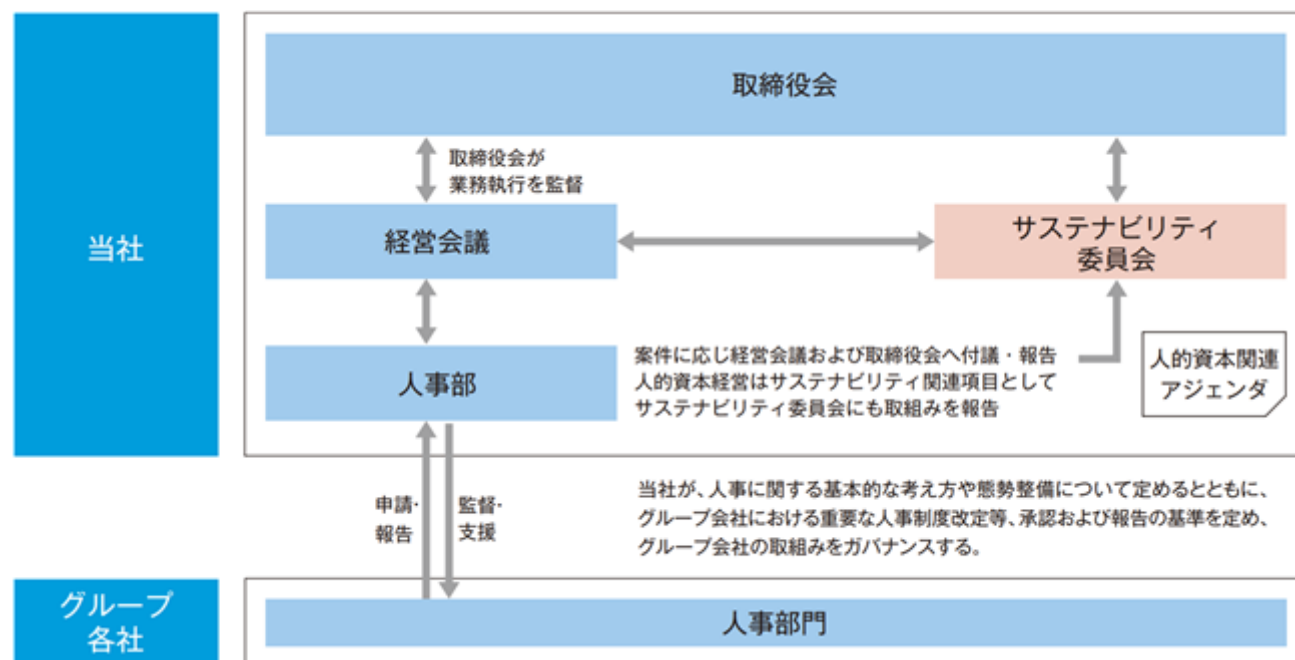 当社
取締役会
取締役会が
業務執行を監督
経営会議
サステナビリティ
委員会
人事部
案件に応じ経営会議および取締役会へ付議・報告
人的資本経営はサステナビリティ関連項目として
サステナビリティ委員会にも取組みを報告
人的資本関連
アジェンダ
申請・
報告
監督・
支援
当社が、人事に関する基本的な考え方や態勢整備について定めるとともに、
グループ会社における重要な人事制度改定等、承認および報告の基準を定め、
グループ会社の取組みをガバナンスする。
グループ
各社
人事部門